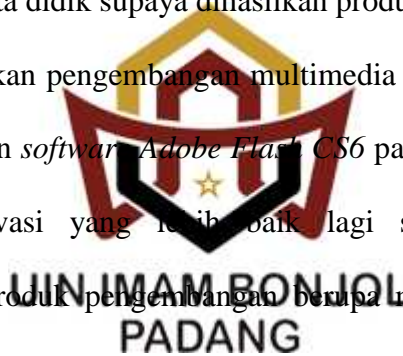 ta didik supaya dihasilkan produ
kan pengembangan multimedia
n software Adobe Flash CS6 pa
vasi yang lebih baik lagi s
UIN IMAM BONJOL
roduk pengembangan berupa
PADANG